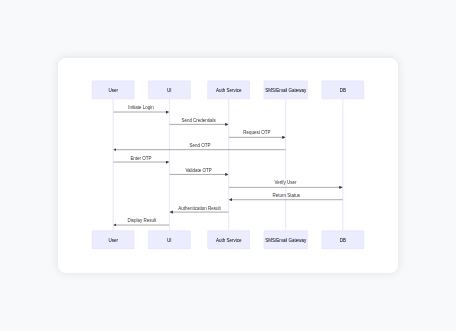 User UI Auth Service SMS/Email Gateway DB
Initiate Login
Send Credentials
Request OTP
Send OTP
Enter OTP
Validate OTP
Verify User
Return Status
Authentication Result
Display Result
User UI Auth Service SMS/Email Gateway DB